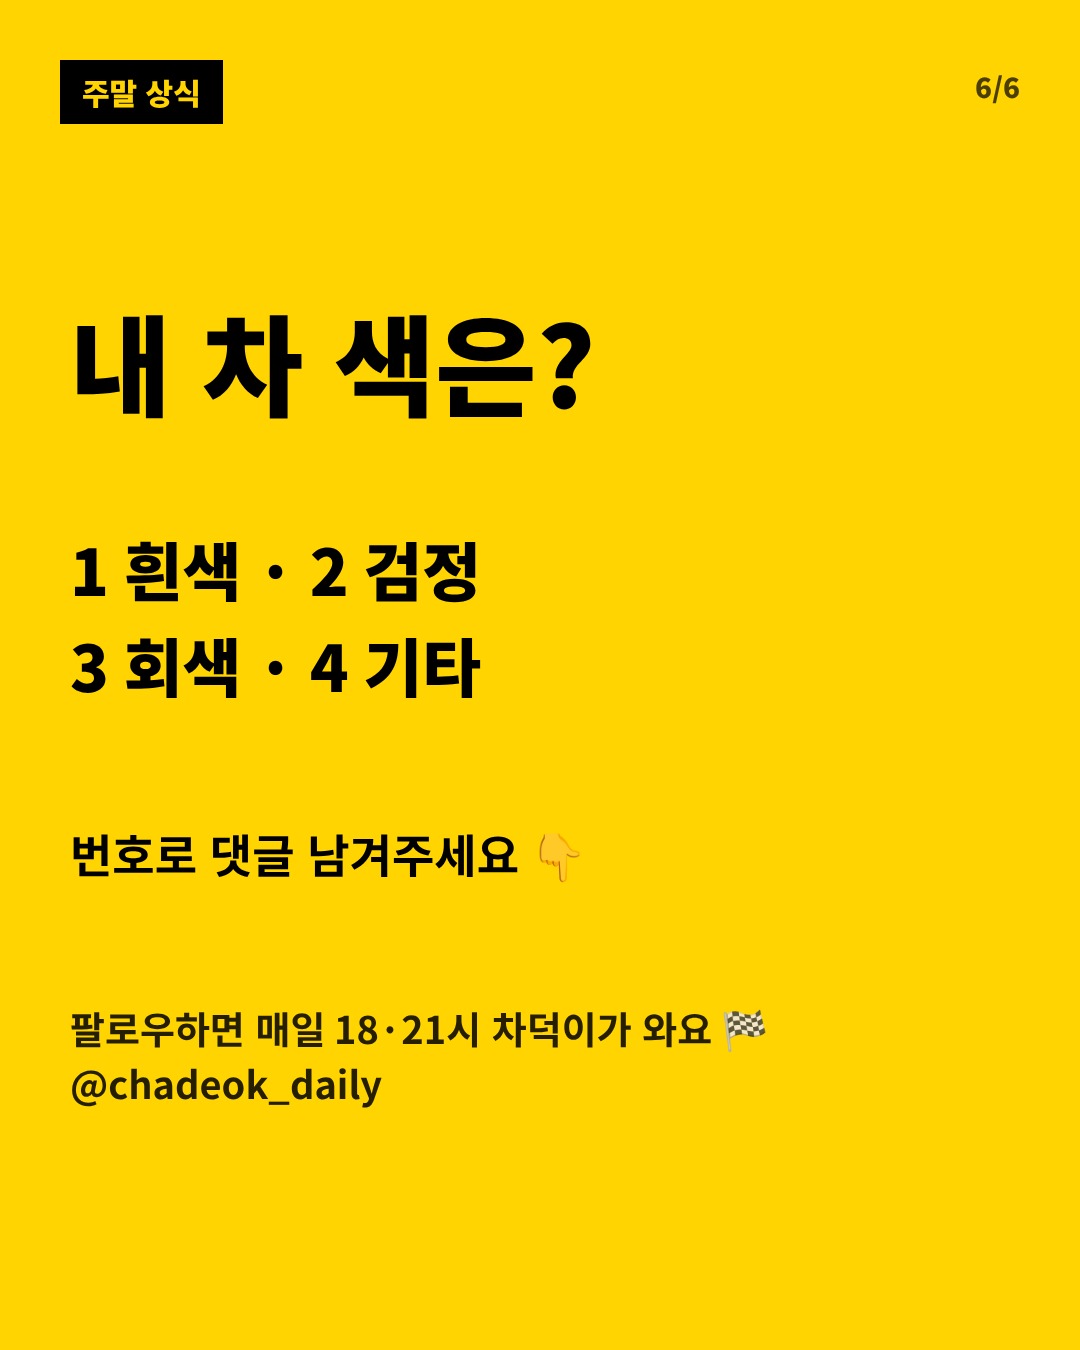 주말 상식
6/6
내 차 색은?
1 흰색 · 2 검정
3 회색 · 4 기타
번호로 댓글 남겨주세요 👇
팔로우하면 매일 18·21시 차덕이가 와요 🏁
@chadeok_daily